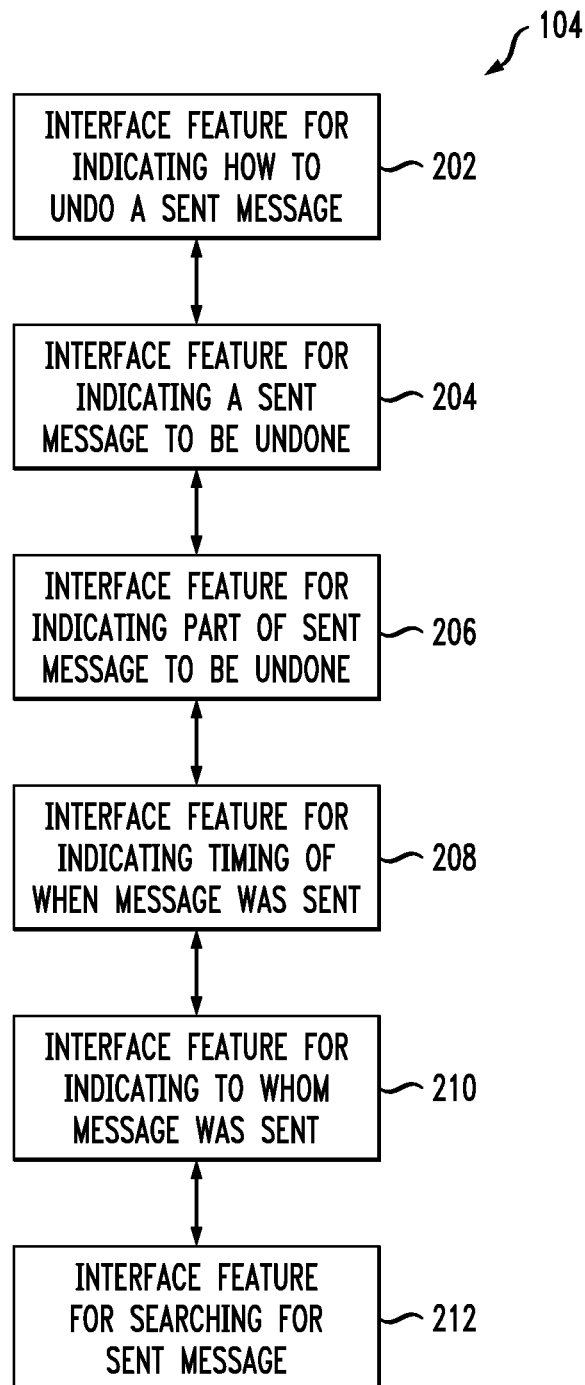 104
INTERFACE FEATURE FOR
INDICATING HOW TO
UNDO A SENT MESSAGE
202
INTERFACE FEATURE FOR
INDICATING A SENT
MESSAGE TO BE UNDONE
204
INTERFACE FEATURE FOR
INDICATING PART OF SENT
MESSAGE TO BE UNDONE
206
INTERFACE FEATURE FOR
INDICATING TIMING OF
WHEN MESSAGE WAS SENT
208
INTERFACE FEATURE FOR
INDICATING TO WHOM
MESSAGE WAS SENT
210
INTERFACE FEATURE
FOR SEARCHING FOR
SENT MESSAGE
212